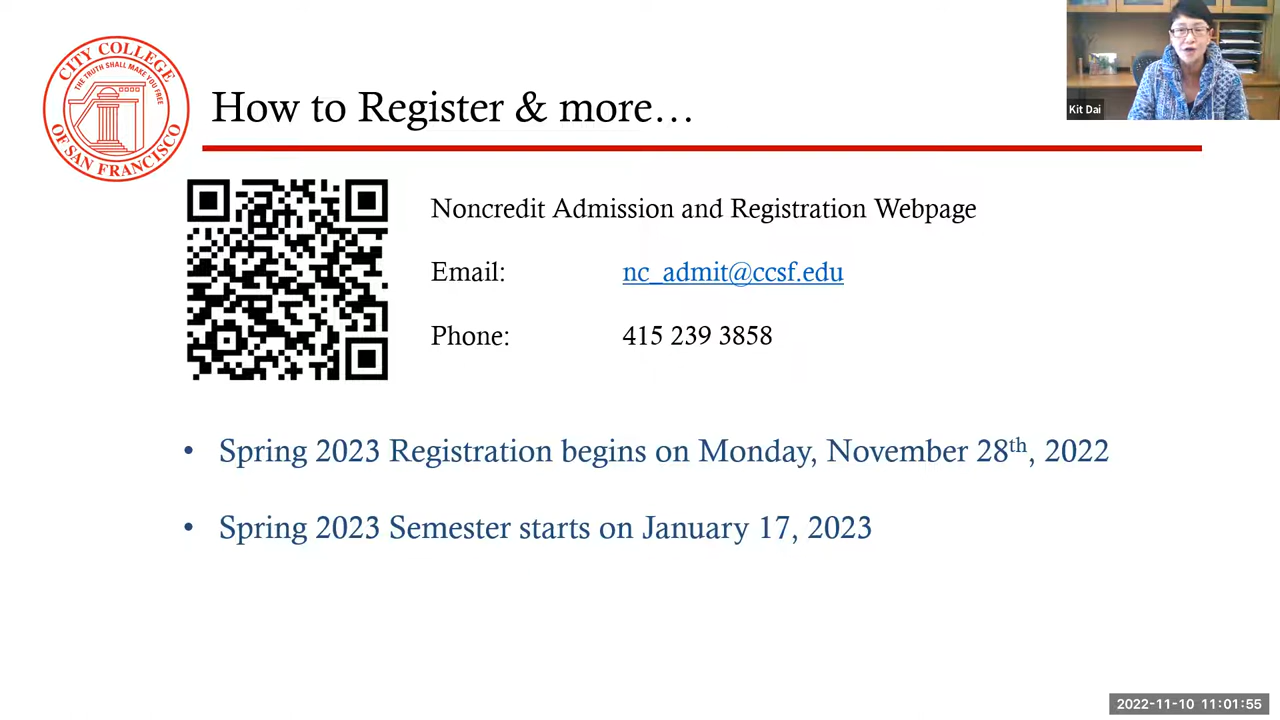 CITY COLLEGE
THE TRUTH SHALL MAKE YOU FREE
OF SAN FRANCISCO
How to Register & more…
Kit Dai
Noncredit Admission and Registration Webpage
Email: nc_admit@ccsf.edu
Phone: 415 239 3858
• Spring 2023 Registration begins on Monday, November 28th, 2022
• Spring 2023 Semester starts on January 17, 2023
2022-11-10 11:01:55